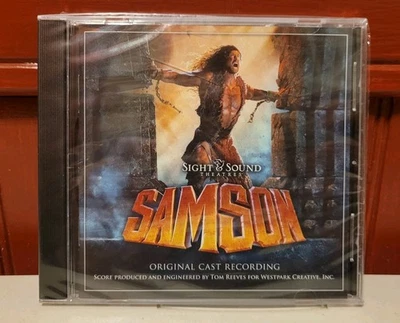 SIGHT & SOUND
THEATRES
SAMSON
ORIGINAL CAST RECORDING
SCORE PRODUCED AND ENGINEERED BY TOM REEVES FOR WESTPARK CREATIVE, INC.